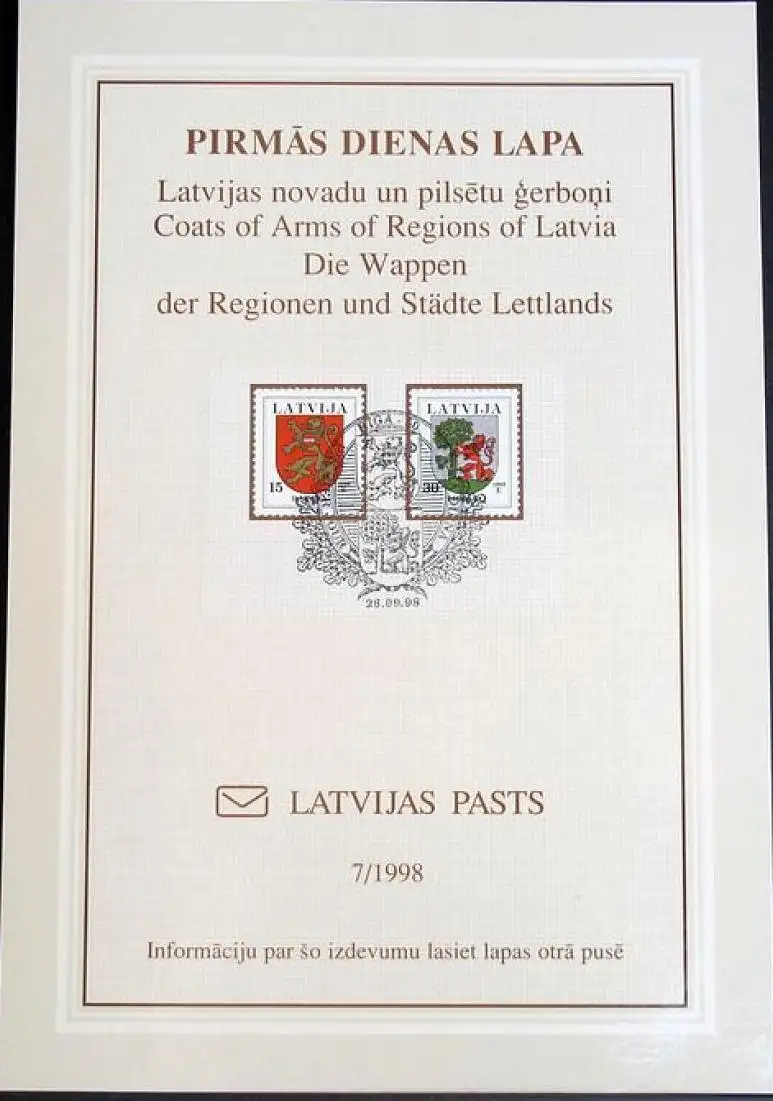 PIRMĀS DIENAS LAPA
Latvijas novadu un pilsētu ģerboņi
Coats of Arms of Regions of Latvia
Die Wappen
der Regionen und Städte Lettlands
LATVIJA
15
LATVIJA
30
RĪGA
26.09.98
LATVIJAS PASTS
7/1998
Informāciju par šo izdevumu lasiet lapas otrā pusē